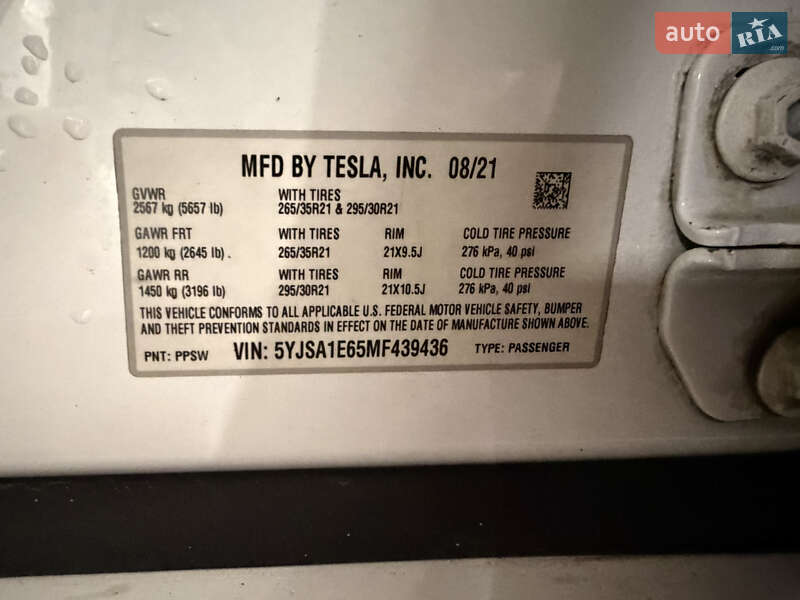 auto RIA .com
MFD BY TESLA, INC. 08/21
GVWR WITH TIRES
2567 kg (5657 lb) 265/35R21 & 295/30R21
GAWR FRT WITH TIRES RIM COLD TIRE PRESSURE
1200 kg (2645 lb) . 265/35R21 21X9.5J 276 kPa, 40 psi
GAWR RR WITH TIRES RIM COLD TIRE PRESSURE
1450 kg (3196 lb) 295/30R21 21X10.5J 276 kPa, 40 psi
THIS VEHICLE CONFORMS TO ALL APPLICABLE U.S. FEDERAL MOTOR VEHICLE SAFETY, BUMPER
AND THEFT PREVENTION STANDARDS IN EFFECT ON THE DATE OF MANUFACTURE SHOWN ABOVE.
PNT: PPSW VIN: 5YJSA1E65MF439436 TYPE: PASSENGER